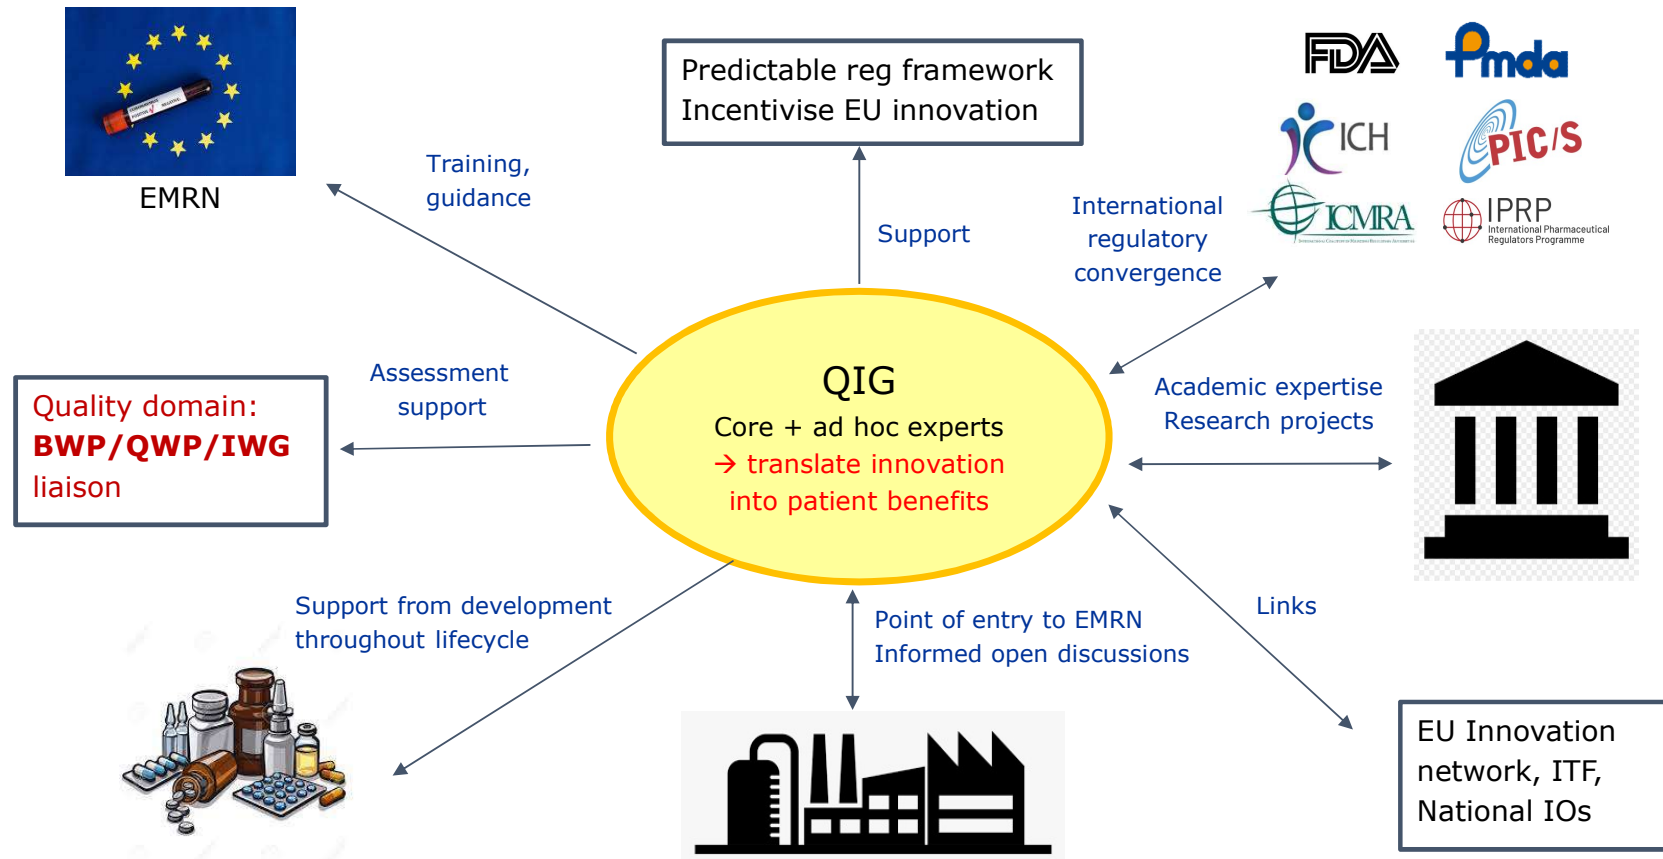 EMRN
Training,
guidance
Predictable reg framework
Incentivise EU innovation
Support
FDA
Pmda
ICH
PIC/S
ICMRA
IPRP
International Pharmaceutical
Regulators Programme
International
regulatory
convergence
Quality domain:
BWP/QWP/IWG
liaison
Assessment
support
QIG
Core + ad hoc experts
→ translate innovation
into patient benefits
Academic expertise
Research projects
Support from development
throughout lifecycle
Point of entry to EMRN
Informed open discussions
Links
EU Innovation
network, ITF,
National IOs